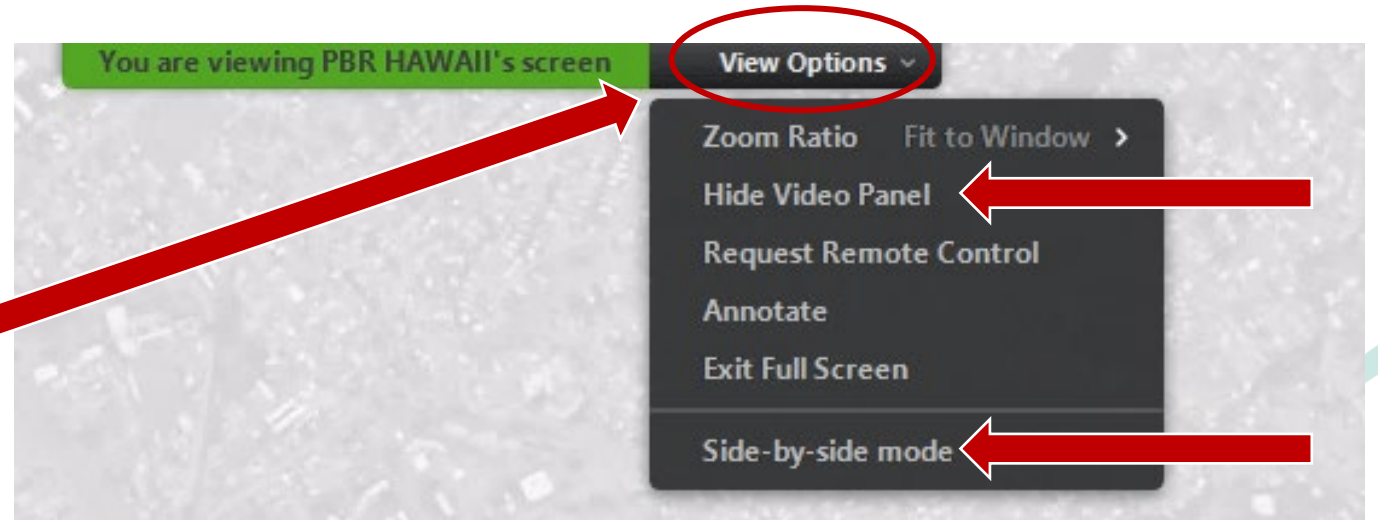 You are viewing PBR HAWAII's screen View Options
Zoom Ratio Fit to Window
Hide Video Panel
Request Remote Control
Annotate
Exit Full Screen
Side-by-side mode